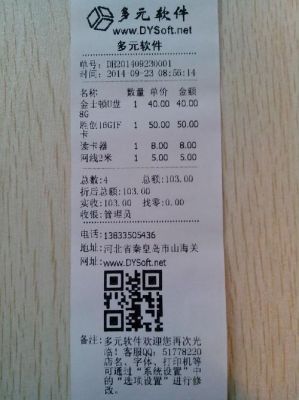 多元软件
www.DYSoft.net
多元软件
单号: DH201409230001
时间: 2014-09-23 08:56:14
名称 数量 单价 金额
金士顿U盘 1 40.00 40.00
8G
胜创16GTF 1 50.00 50.00
卡
读卡器 1 8.00 8.00
网线2米 1 5.00 5.00
总数:4 总额:103.00
折后总额:103.00
实收:103.00 找零:0.00
收银:管理员
电话:13833505436
地址:河北省秦皇岛市山海关
网址:www.DYSoft.net
备注: 多元软件欢迎您再次光
临!客服QQ: 51778220
店名、字体、打印机等
可通过"系统设置"中
的"选项设置"进行修
改。